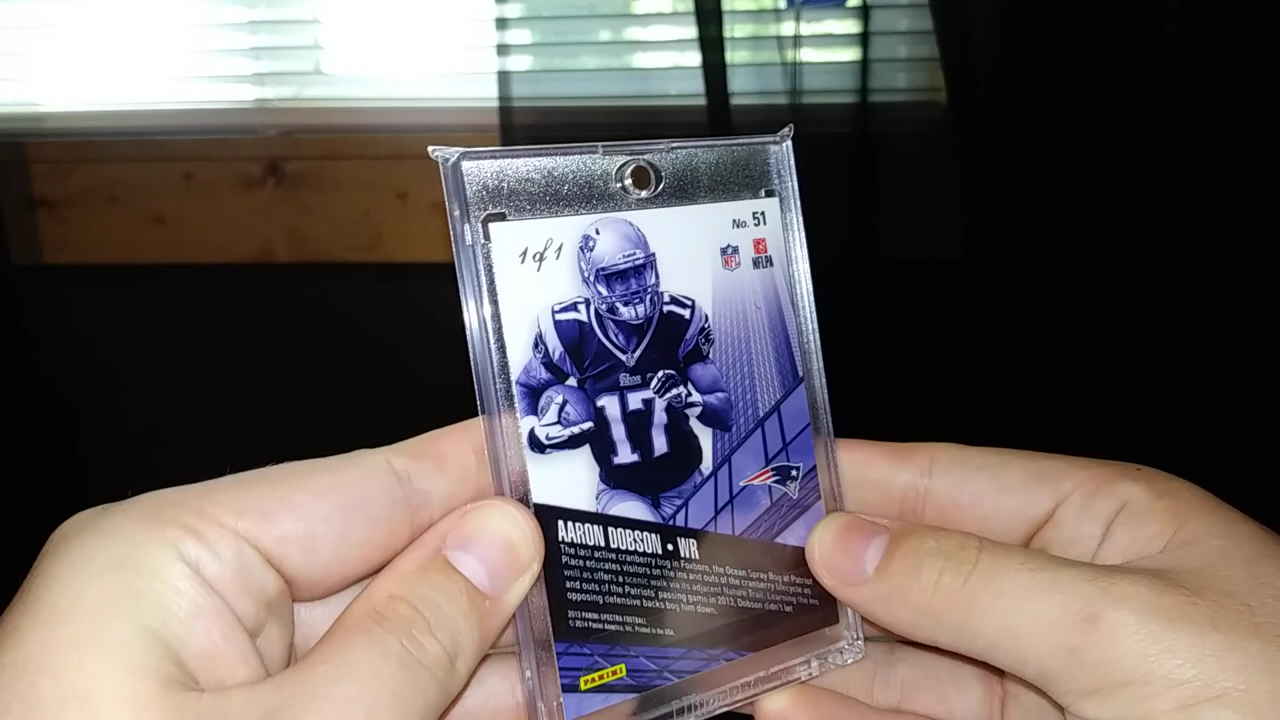 No. 51
1 of 1
NFL
NFLPA
17
17
17
AARON DOBSON • WR
The last active cranberry bog in Foxboro, the Ocean Spray Bog at Patriot
Place educates visitors on the ins and outs of the cranberry lifecycle as
well as offers a scenic walk via its adjacent Nature Trail. Learning the ins
and outs of the Patriots' passing game in 2013, Dobson didn't let
opposing defensive backs bog him down.
2013 PANINI-SPECTRA FOOTBALL
© 2014 Panini America, Inc. Printed in the USA.
PANINI